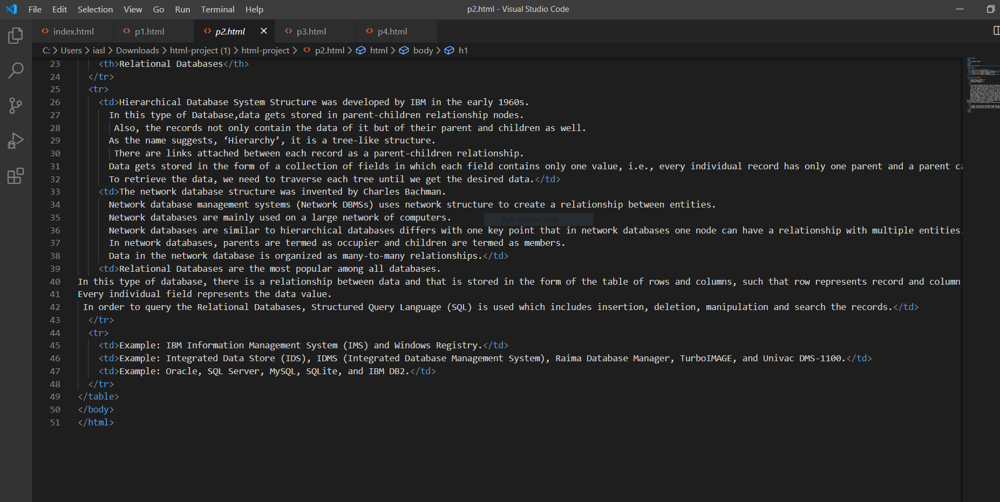 File Edit Selection View Go Run Terminal Help p2.html - Visual Studio Code
index.html p1.html p2.html p3.html p4.html
C: > Users > iasl > Downloads > html-project (1) > html-project > p2.html > html > body > h1
23 <th>Relational Databases</th>
24 </tr>
25 <tr>
26 <td>Hierarchical Database System Structure was developed by IBM in the early 1960s.
27 In this type of Database,data gets stored in parent-children relationship nodes.
28 Also, the records not only contain the data of it but of their parent and children as well.
29 As the name suggests, ‘Hierarchy’, it is a tree-like structure.
30 There are links attached between each record as a parent-children relationship.
31 Data gets stored in the form of a collection of fields in which each field contains only one value, i.e., every individual record has only one parent and a parent ca
32 To retrieve the data, we need to traverse each tree until we get the desired data.</td>
33 <td>The network database structure was invented by Charles Bachman.
34 Network database management systems (Network DBMSs) uses network structure to create a relationship between entities.
35 Network databases are mainly used on a large network of computers.
Full-screen Snip
36 Network databases are similar to hierarchical databases differs with one key point that in network databases one node can have a relationship with multiple entities.
37 In network databases, parents are termed as occupier and children are termed as members.
38 Data in the network database is organized as many-to-many relationships.</td>
39 <td>Relational Databases are the most popular among all databases.
40 In this type of database, there is a relationship between data and that is stored in the form of the table of rows and columns, such that row represents record and column
41 Every individual field represents the data value.
42 In order to query the Relational Databases, Structured Query Language (SQL) is used which includes insertion, deletion, manipulation and search the records.</td>
43 </tr>
44 <tr>
45 <td>Example: IBM Information Management System (IMS) and Windows Registry.</td>
46 <td>Example: Integrated Data Store (IDS), IDMS (Integrated Database Management System), Raima Database Manager, TurboIMAGE, and Univac DMS-1100.</td>
47 <td>Example: Oracle, SQL Server, MySQL, SQLite, and IBM DB2.</td>
48 </tr>
49 </table>
50 </body>
51 </html>